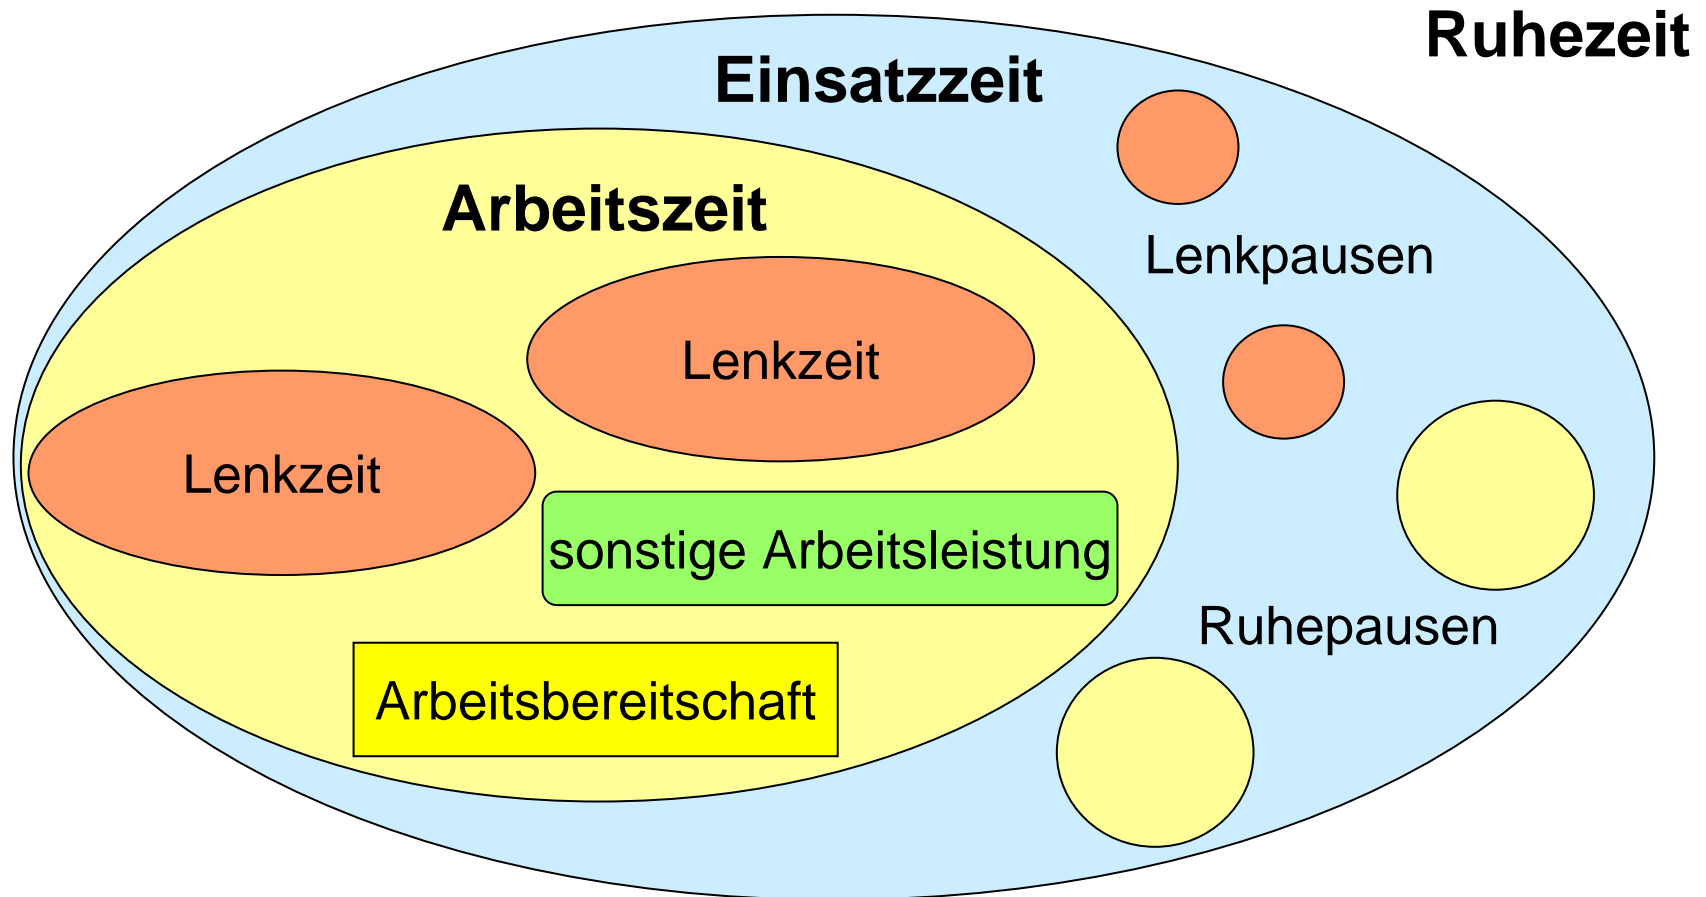 Ruhezeit
Einsatzzeit
Arbeitszeit
Lenkpausen
Lenkzeit
Lenkzeit
sonstige Arbeitsleistung
Ruhepausen
Arbeitsbereitschaft